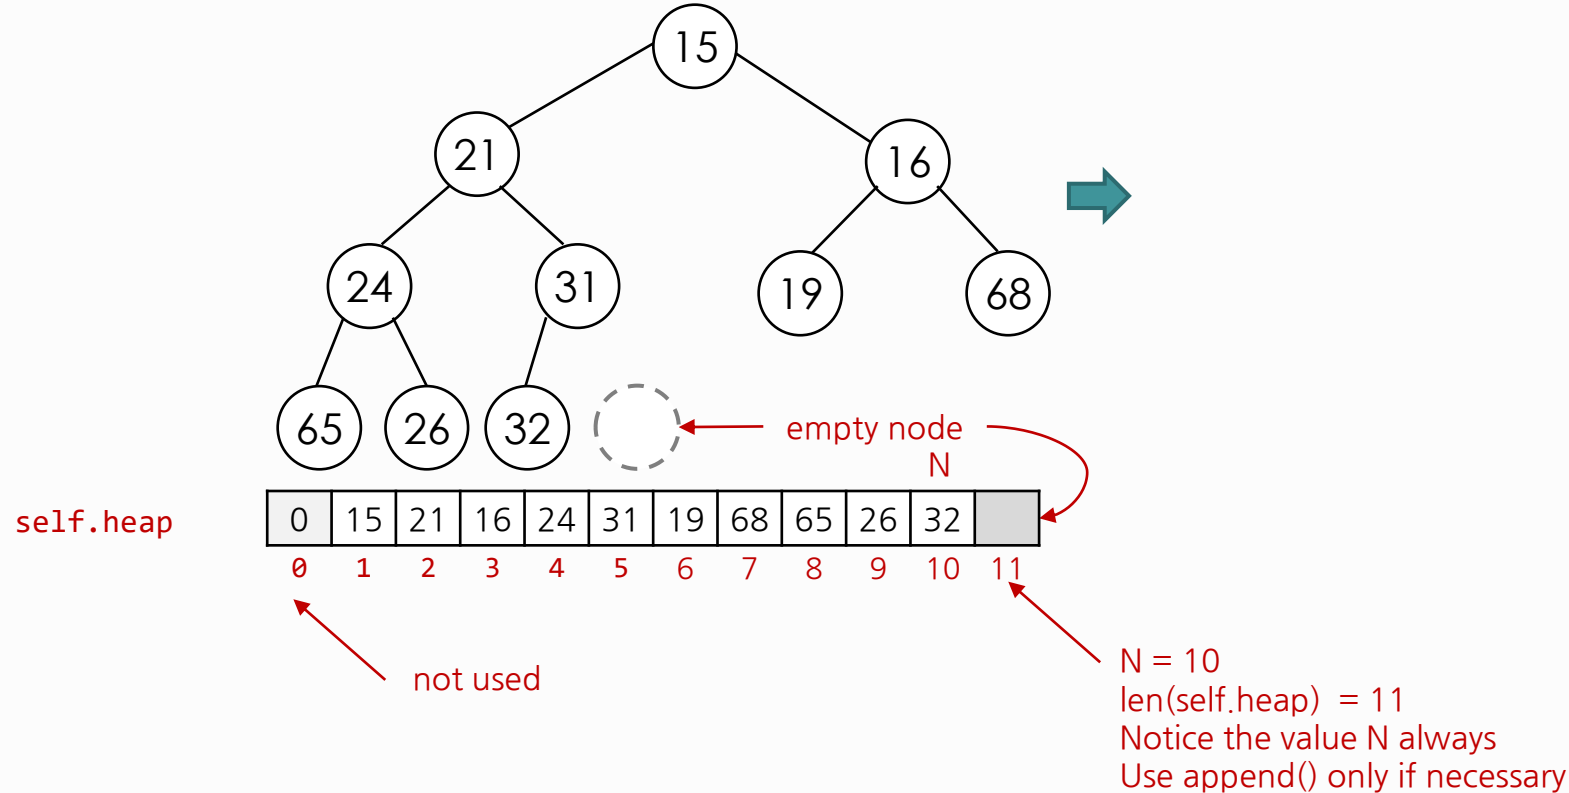 15
21
16
24
31
19
68
65
26
32
empty node
N
self.heap
0 15 21 16 24 31 19 68 65 26 32
0 1 2 3 4 5 6 7 8 9 10 11
not used
N = 10
len(self.heap) = 11
Notice the value N always
Use append() only if necessary